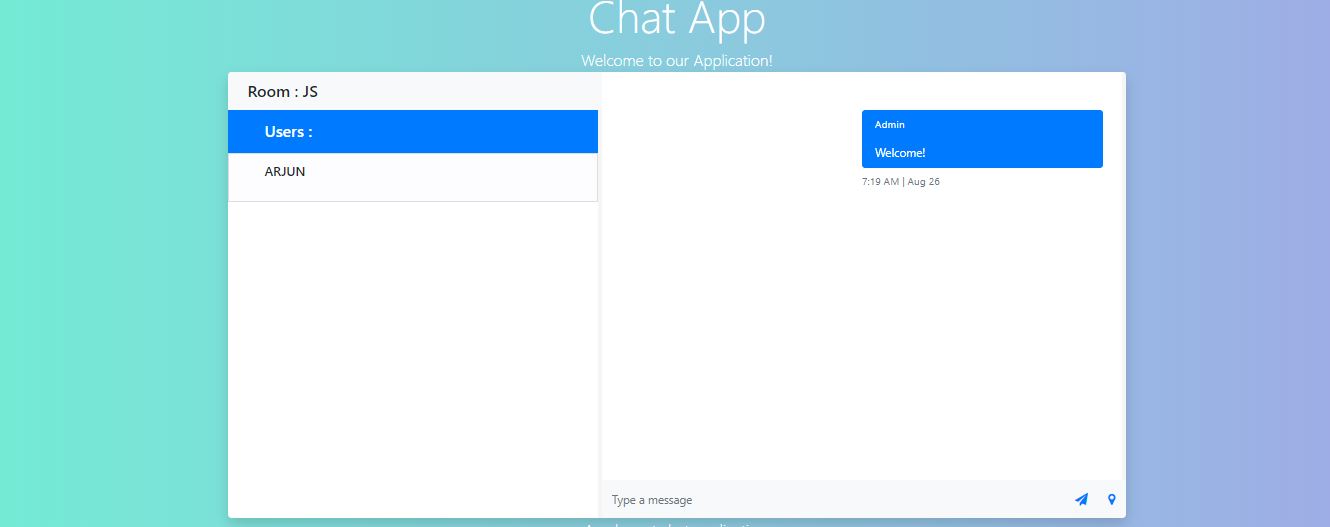 Chat App
Welcome to our Application!
Room : JS
Users :
ARJUN
Admin
Welcome!
7:19 AM | Aug 26
Type a message